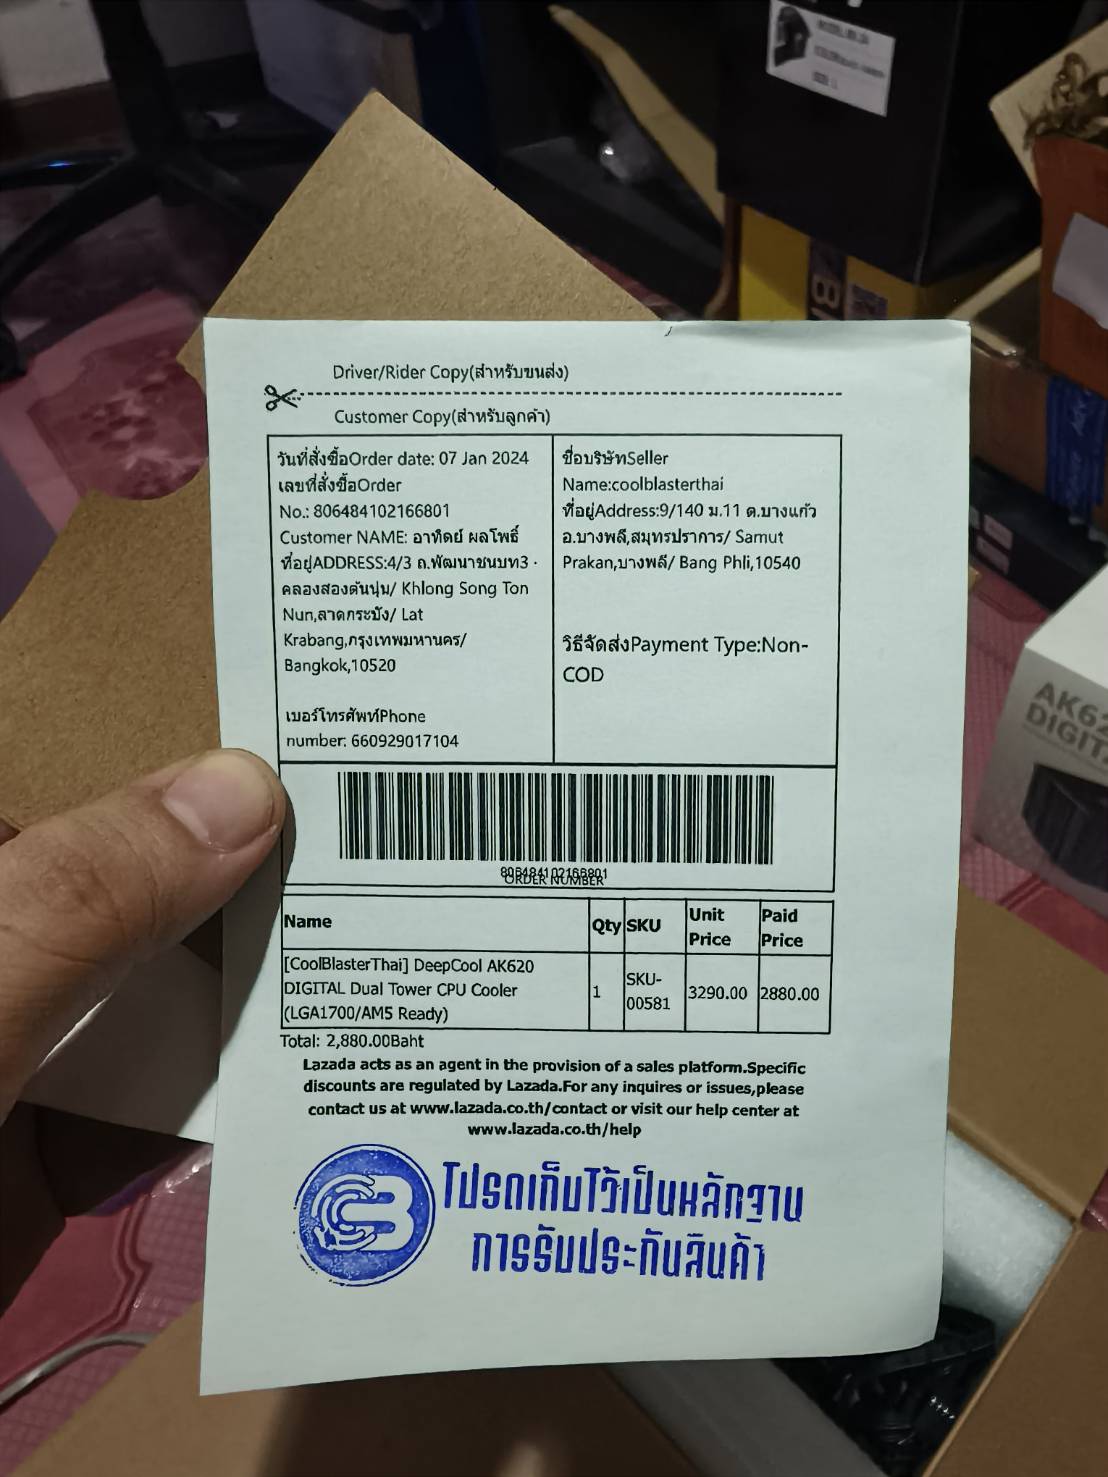 Driver/Rider Copy(สำหรับขนส่ง)
Customer Copy(สำหรับลูกค้า)
วันที่สั่งซื้อOrder date: 07 Jan 2024
เลขที่สั่งซื้อOrder
No.: 806484102166801
Customer NAME: อาทิตย์ ผลโพธิ์
ที่อยู่ADDRESS:4/3 ถ.พัฒนาชนบท3 ·
คลองสองต้นนุ่น/ Khlong Song Ton
Nun,ลาดกระบัง/ Lat
Krabang,กรุงเทพมหานคร/
Bangkok,10520
เบอร์โทรศัพท์Phone
number: 660929017104
ชื่อบริษัทSeller
Name:coolblasterthai
ที่อยู่Address:9/140 ม.11 ต.บางแก้ว
อ.บางพลี,สมุทรปราการ/ Samut
Prakan,บางพลี/ Bang Phli,10540
วิธีจัดส่งPayment Type:Non-
COD
806484102166801
ORDER NUMBER
Name Qty SKU Unit Price Paid Price
[CoolBlasterThai] DeepCool AK620
DIGITAL Dual Tower CPU Cooler
(LGA1700/AM5 Ready)
1 SKU-00581 3290.00 2880.00
Total: 2,880.00Baht
Lazada acts as an agent in the provision of a sales platform.Specific
discounts are regulated by Lazada.For any inquires or issues,please
contact us at www.lazada.co.th/contact or visit our help center at
www.lazada.co.th/help
CB
โปรดเก็บไว้เป็นหลักฐาน
การรับประกันสินค้า
AK62
DIGIT